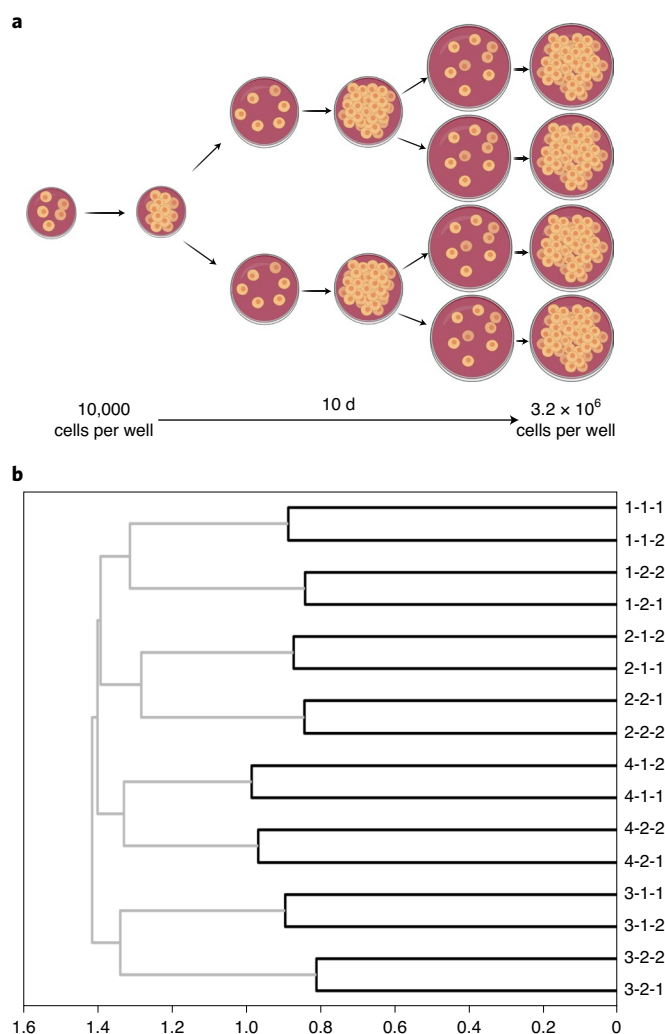 a
10,000
cells per well
10 d
3.2 × 10⁶
cells per well
b
1-1-1
1-1-2
1-2-2
1-2-1
2-1-2
2-1-1
2-2-1
2-2-2
4-1-2
4-1-1
4-2-2
4-2-1
3-1-1
3-1-2
3-2-2
3-2-1
1.6 1.4 1.2 1.0 0.8 0.6 0.4 0.2 0